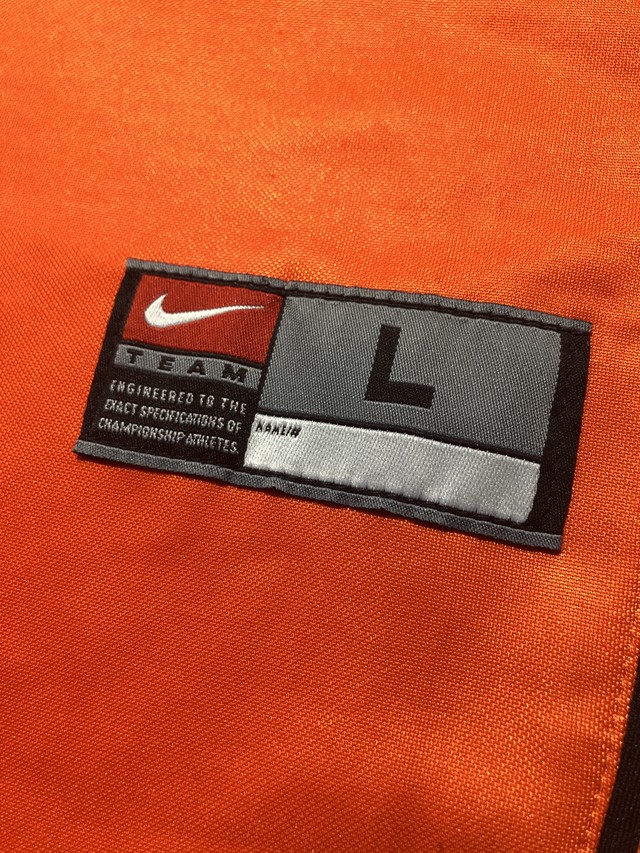 TEAM
ENGINEERED TO THE
EXACT SPECIFICATIONS OF
CHAMPIONSHIP ATHLETES.
L
NAME/#